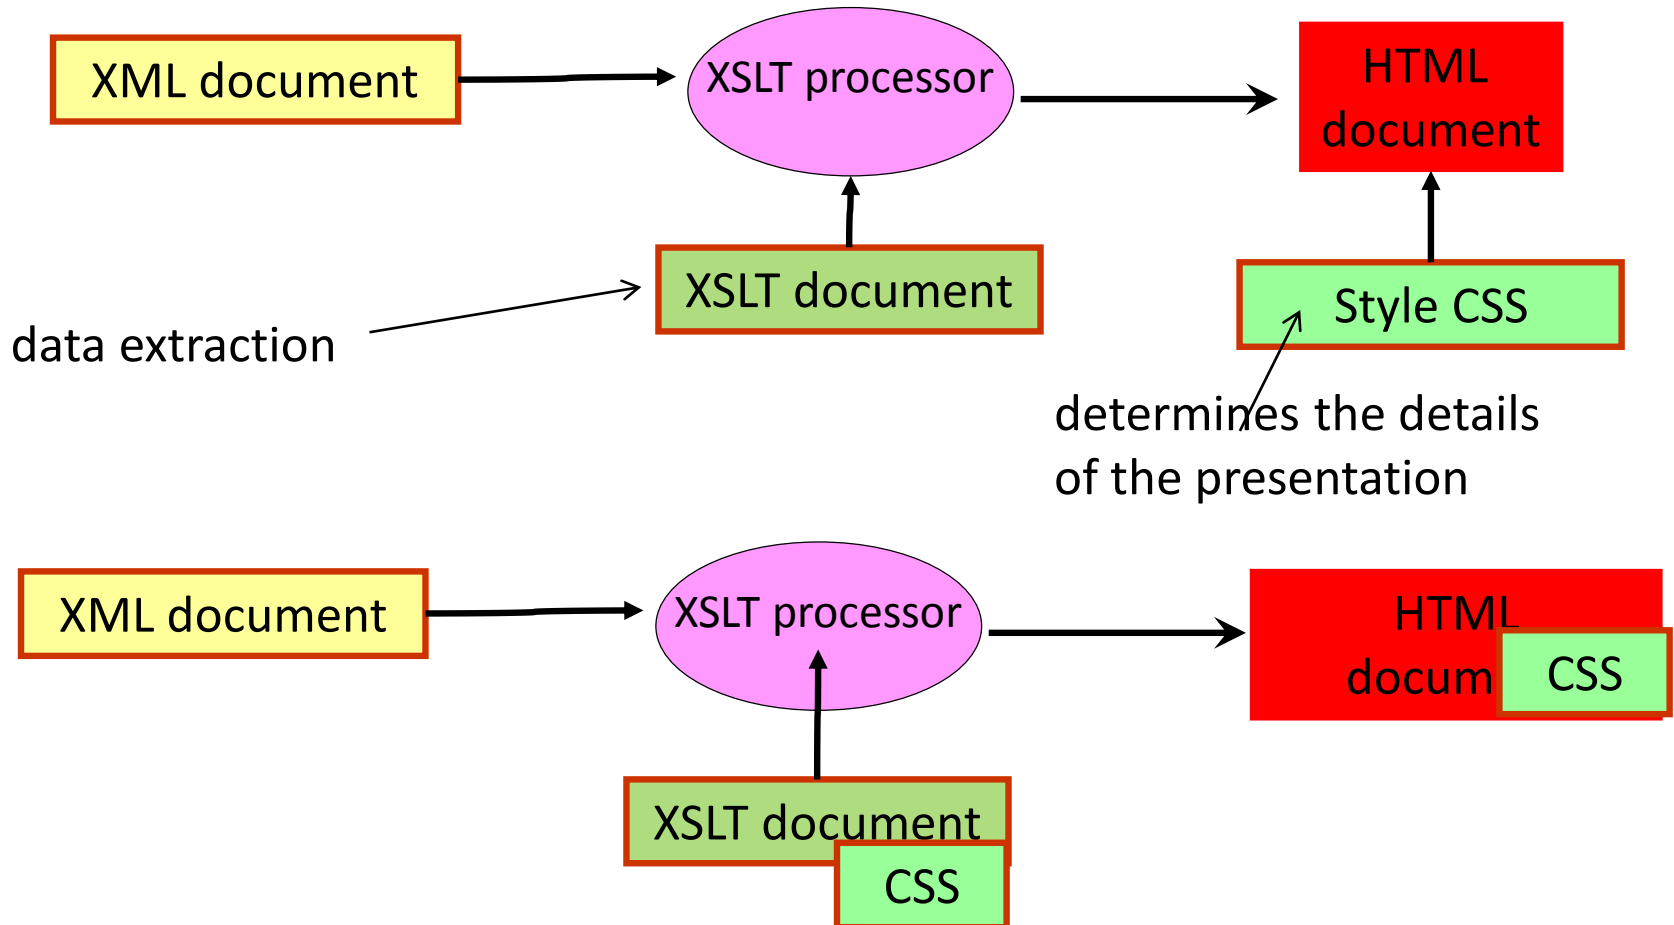 XML document
XSLT processor
HTML
document
XSLT document
Style CSS
data extraction
determines the details
of the presentation
XML document
XSLT processor
HTML
docum
CSS
XSLT document
CSS